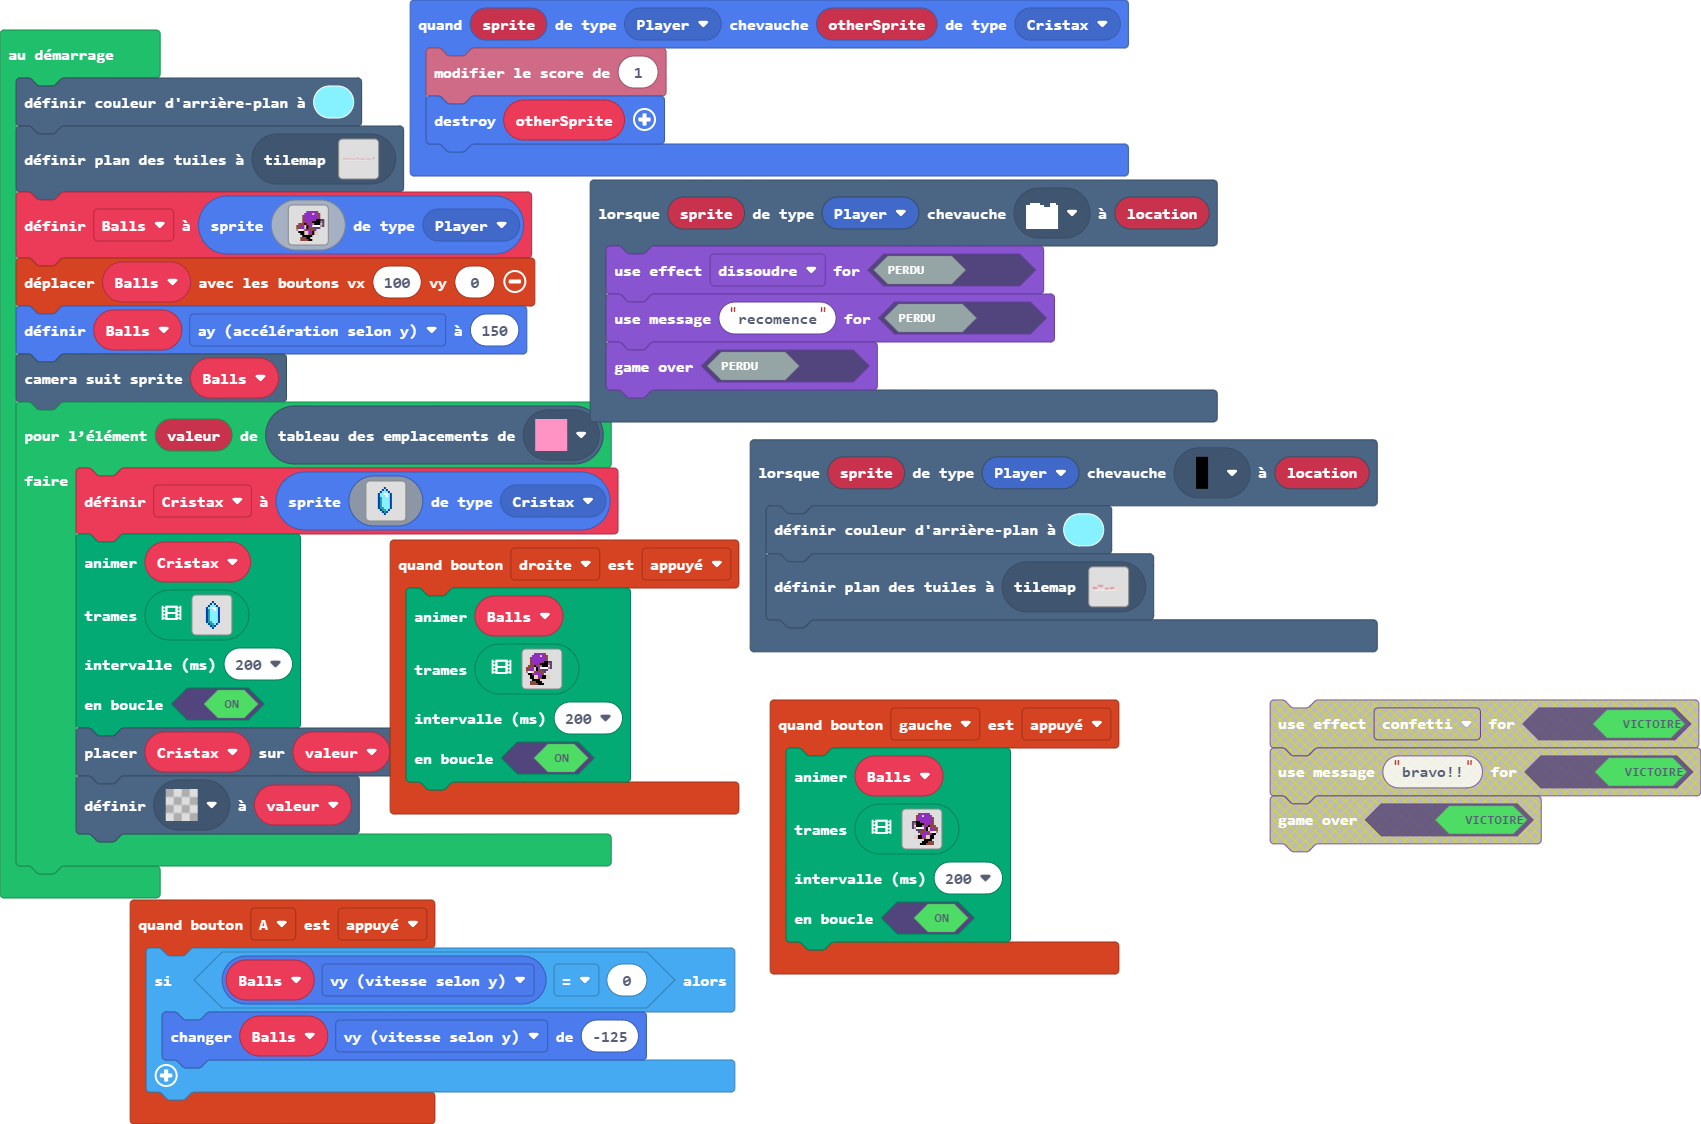 au démarrage
définir couleur d'arrière-plan à
définir plan des tuiles à tilemap
définir Balls à sprite de type Player
déplacer Balls avec les boutons vx 100 vy 0
définir Balls ay (accélération selon y) à 150
camera suit sprite Balls
pour l'élément valeur de tableau des emplacements de
faire
définir Cristax à sprite de type Cristax
animer Cristax
trames
intervalle (ms) 200
en boucle ON
placer Cristax sur valeur
définir à valeur
quand sprite de type Player chevauche otherSprite de type Cristax
modifier le score de 1
destroy otherSprite
lorsque sprite de type Player chevauche à location
use effect dissoudre for PERDU
use message "recomence" for PERDU
game over PERDU
lorsque sprite de type Player chevauche à location
définir couleur d'arrière-plan à
définir plan des tuiles à tilemap
quand bouton droite est appuyé
animer Balls
trames
intervalle (ms) 200
en boucle ON
quand bouton gauche est appuyé
animer Balls
trames
intervalle (ms) 200
en boucle ON
use effect confetti for VICTOIRE
use message "bravo!!" for VICTOIRE
game over VICTOIRE
quand bouton A est appuyé
si Balls vy (vitesse selon y) = 0 alors
changer Balls vy (vitesse selon y) de -125